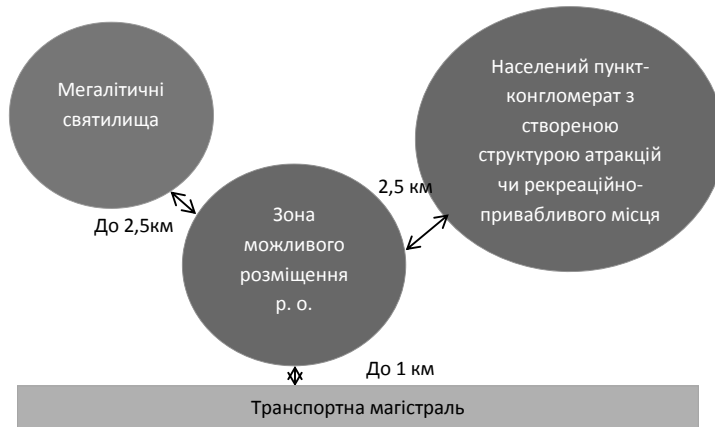 Мегалітичні
святилища
Населений пункт-
конгломерат з
створеною
структурою атракцій
чи рекреаційно-
привабливого місця
До 2,5км
2,5 км
Зона
можливого
розміщення
р. о.
До 1 км
Транспортна магістраль